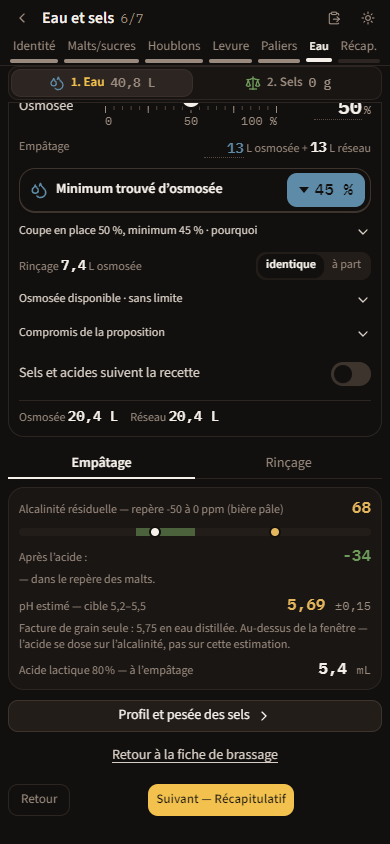 Eau et sels 6/7
Identité Malts/sucres Houblons Levure Paliers Eau Récap.
1. Eau 40,8 L 2. Sels 0 g
Osmosée 50 %
0 50 100 %
Empâtage 13 L osmosée + 13 L réseau
Minimum trouvé d'osmosée 45 %
Coupe en place 50 %, minimum 45 % · pourquoi
Rinçage 7,4 L osmosée identique à part
Osmosée disponible · sans limite
Compromis de la proposition
Sels et acides suivent la recette
Osmosée 20,4 L Réseau 20,4 L
Empâtage Rinçage
Alcalinité résiduelle — repère -50 à 0 ppm (bière pâle) 68
Après l'acide : -34
— dans le repère des malts.
pH estimé — cible 5,2–5,5 5,69 ±0,15
Facture de grain seule : 5,75 en eau distillée. Au-dessus de la fenêtre —
l'acide se dose sur l'alcalinité, pas sur cette estimation.
Acide lactique 80 % — à l'empâtage 5,4 mL
Profil et pesée des sels
Retour à la fiche de brassage
Retour Suivant — Récapitulatif